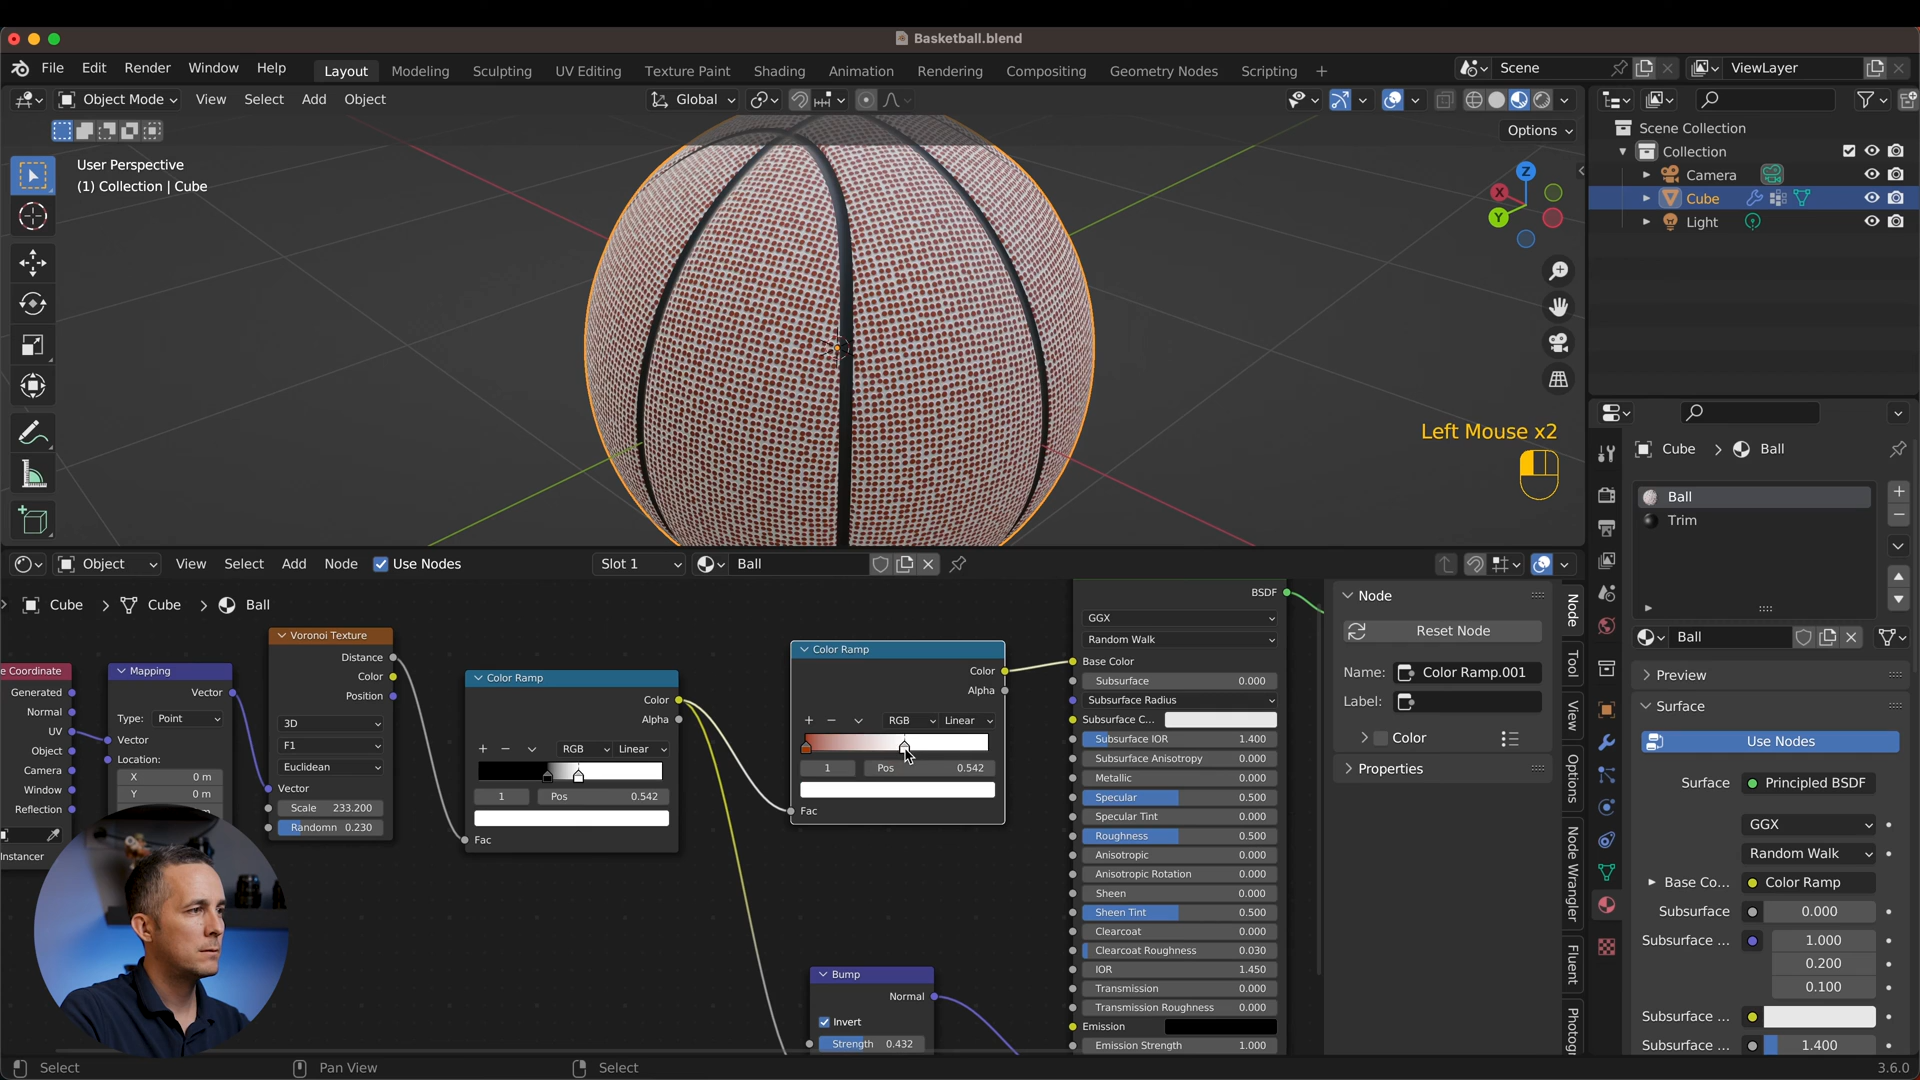 Basketball.blend
File Edit Render Window Help
Layout Modeling Sculpting UV Editing Texture Paint Shading Animation Rendering Compositing Geometry Nodes Scripting +
Scene ViewLayer
Object Mode View Select Add Object
Global
Options
User Perspective
(1) Collection | Cube
Z
X
Y
Left Mouse x2
Scene Collection
Collection
Camera
Cube
Light
Cube > Ball
Ball
Trim
Ball
Preview
Surface
Use Nodes
Surface Principled BSDF
GGX
Random Walk
Base Co... Color Ramp
Subsurface 0.000
Subsurface ... 1.000
0.200
0.100
Subsurface ...
Subsurface ... 1.400
Object View Select Add Node Use Nodes Slot 1 Ball
Cube > Cube > Ball
e Coordinate
Generated
Normal
UV
Object
Camera
Window
Reflection
Instancer
Mapping
Vector
Type: Point
Vector
Location:
X 0 m
Y 0 m
Voronoi Texture
Distance
Color
Position
3D
F1
Euclidean
Vector
Scale 233.200
Randomn 0.230
Color Ramp
Color
Alpha
+ − RGB Linear
1 Pos 0.542
Fac
Color Ramp
Color
Alpha
+ − RGB Linear
1 Pos 0.542
Fac
Bump
Normal
Invert
Strength 0.432
BSDF
GGX
Random Walk
Base Color
Subsurface 0.000
Subsurface Radius
Subsurface C...
Subsurface IOR 1.400
Subsurface Anisotropy 0.000
Metallic 0.000
Specular 0.500
Specular Tint 0.000
Roughness 0.500
Anisotropic 0.000
Anisotropic Rotation 0.000
Sheen 0.000
Sheen Tint 0.500
Clearcoat 0.000
Clearcoat Roughness 0.030
IOR 1.450
Transmission 0.000
Transmission Roughness 0.000
Emission
Emission Strength 1.000
Node
Reset Node
Name: Color Ramp.001
Label:
Color
Properties
Node
Tool
View
Options
Node Wrangler
Fluent
Photog
Select Pan View Select 3.6.0